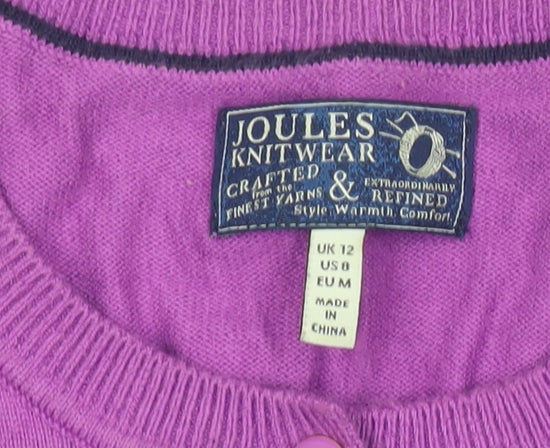 JOULES
KNITWEAR
CRAFTED
from the
FINEST YARNS
&
EXTRAORDINARILY
REFINED
Style. Warmth. Comfort.
UK 12
US 8
EU M
MADE
IN
CHINA